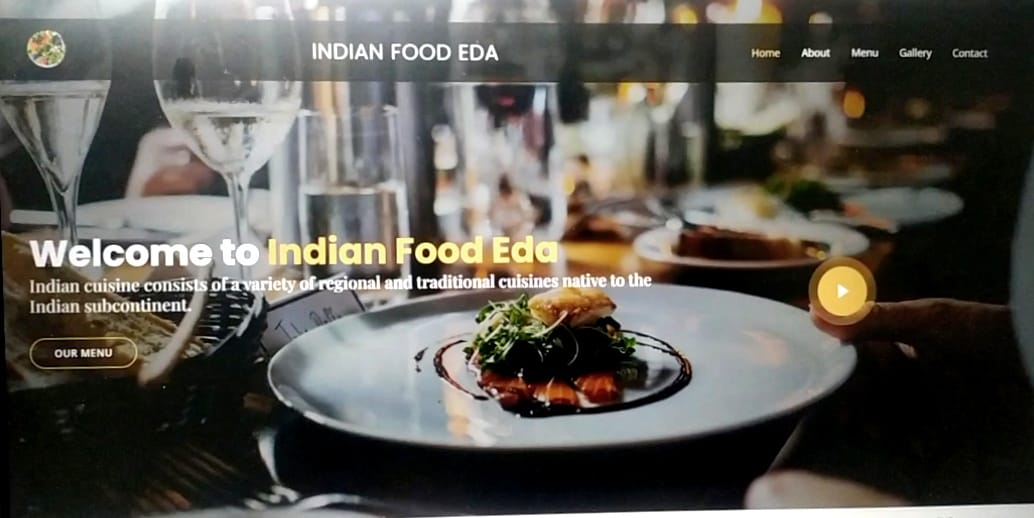 INDIAN FOOD EDA
Home About Menu Gallery Contact
Welcome to Indian Food Eda
Indian cuisine consists of a variety of regional and traditional cuisines native to the
Indian subcontinent.
OUR MENU